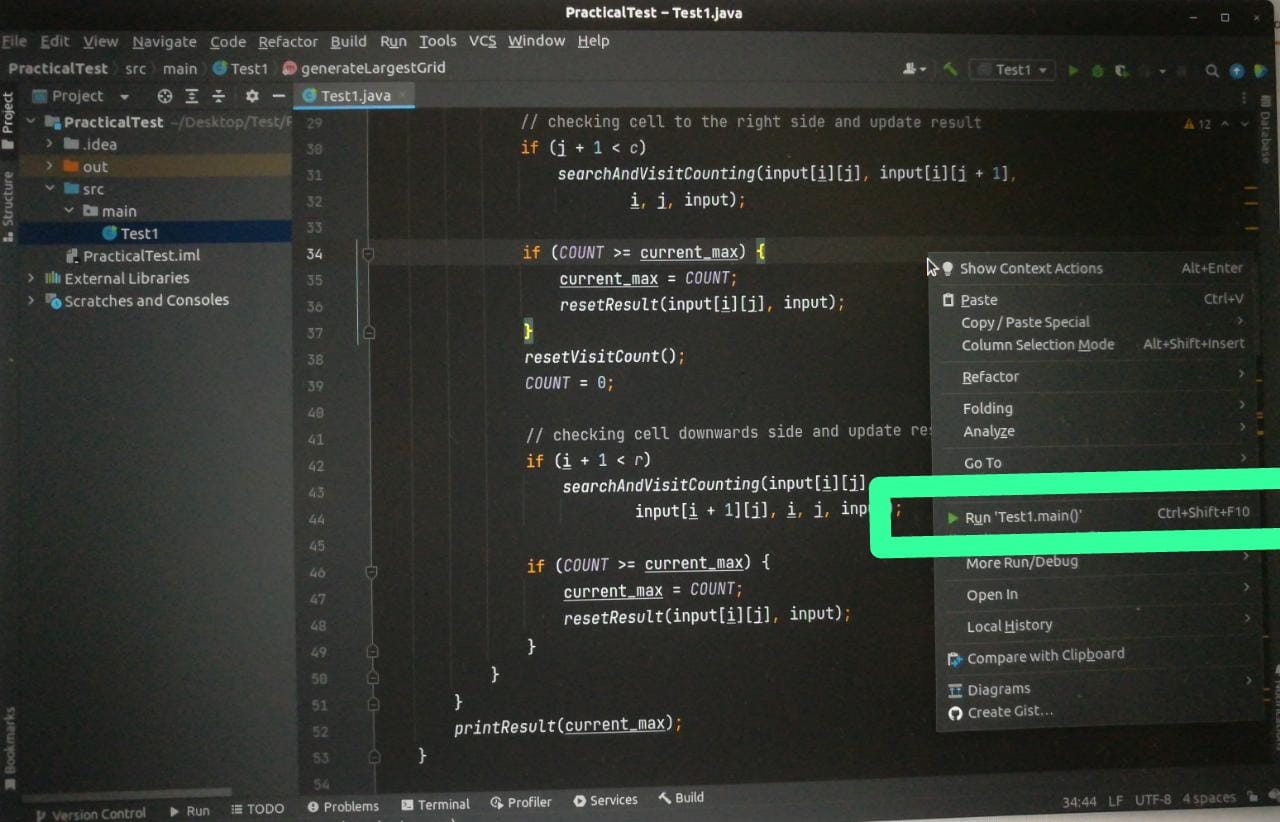 PracticalTest – Test1.java
File Edit View Navigate Code Refactor Build Run Tools VCS Window Help
PracticalTest src main Test1 generateLargestGrid
Test1
Project
Test1.java
Project
Structure
Bookmarks
Database
PracticalTest ~/Desktop/Test/P
.idea
out
src
main
Test1
PracticalTest.iml
External Libraries
Scratches and Consoles
12
29 // checking cell to the right side and update result
30 if (j + 1 < c)
31 searchAndVisitCounting(input[i][j], input[i][j + 1],
32 i, j, input);
33
34 if (COUNT >= current_max) {
35 current_max = COUNT;
36 resetResult(input[i][j], input);
37 }
38 resetVisitCount();
39 COUNT = 0;
40
41 // checking cell downwards side and update res
42 if (i + 1 < r)
43 searchAndVisitCounting(input[i][j]
44 input[i + 1][j], i, j, inp ;
45
46 if (COUNT >= current_max) {
47 current_max = COUNT;
48 resetResult(input[i][j], input);
49 }
50 }
51 }
52 printResult(current_max);
53 }
54
Show Context Actions Alt+Enter
Paste Ctrl+V
Copy / Paste Special
Column Selection Mode Alt+Shift+Insert
Refactor
Folding
Analyze
Go To
Run 'Test1.main()' Ctrl+Shift+F10
More Run/Debug
Open In
Local History
Compare with Clipboard
Diagrams
Create Gist...
Version Control Run TODO Problems Terminal Profiler Services Build
34:44 LF UTF-8 4 spaces